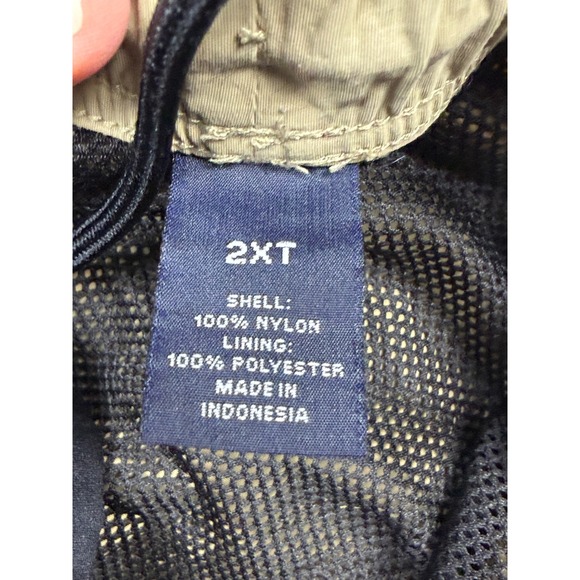 2XT
SHELL:
100% NYLON
LINING:
100% POLYESTER
MADE IN
INDONESIA